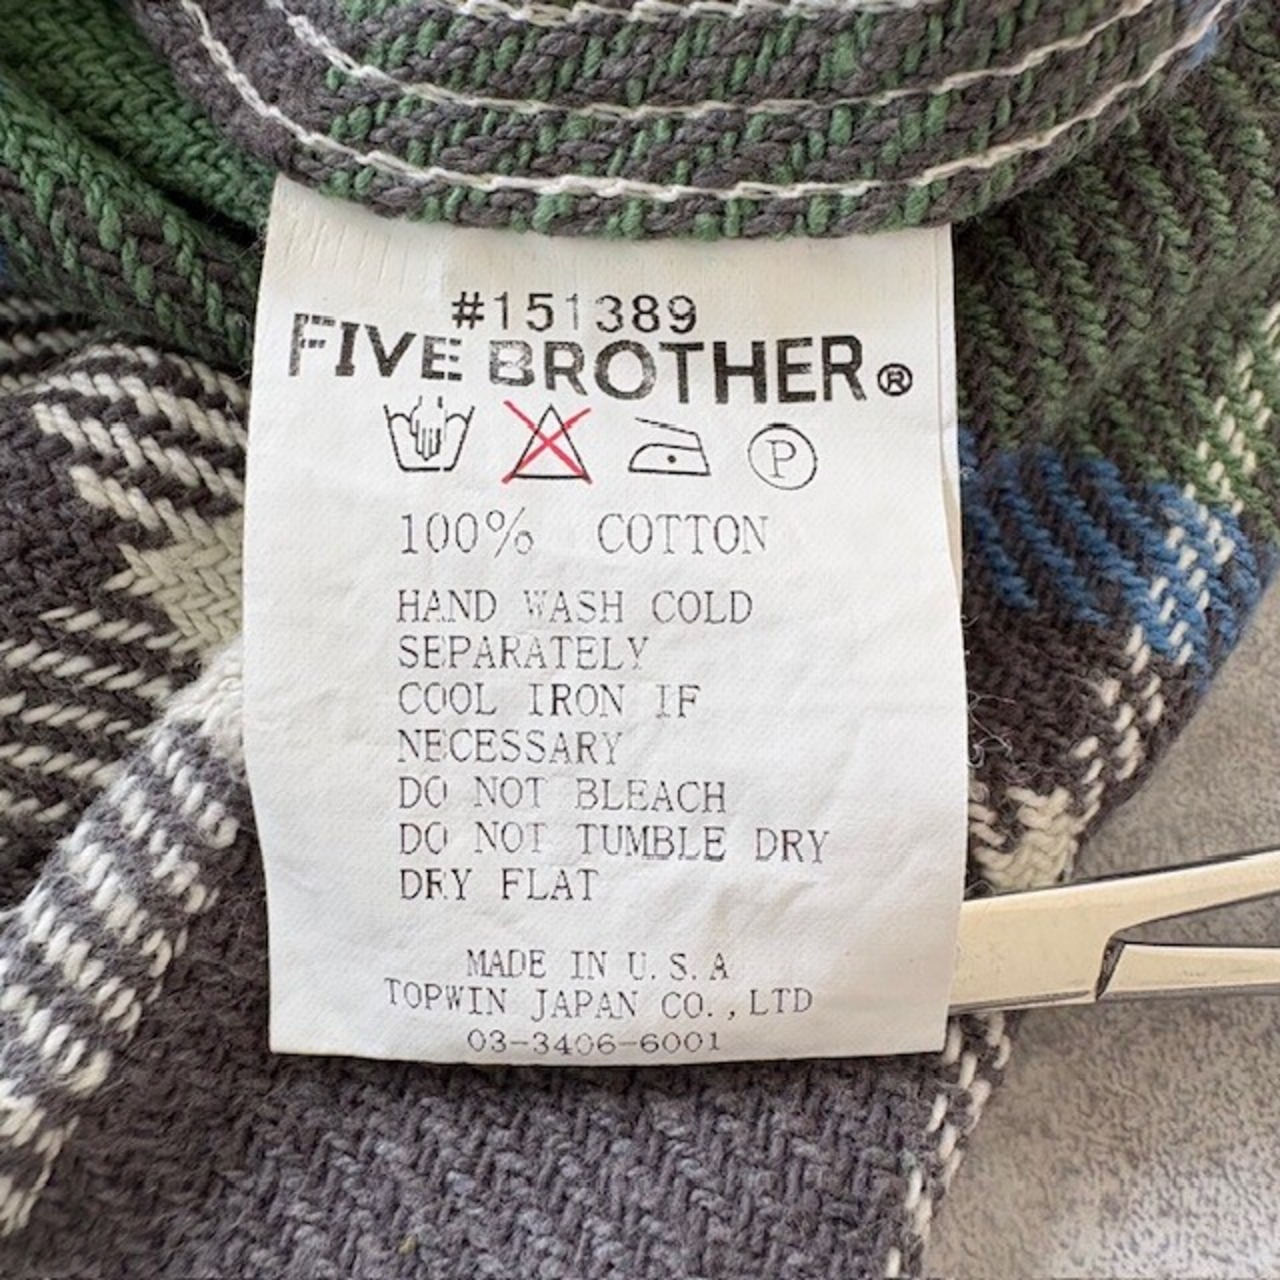 #151389
FIVE BROTHER®
P
100% COTTON
HAND WASH COLD
SEPARATELY
COOL IRON IF
NECESSARY
DO NOT BLEACH
DO NOT TUMBLE DRY
DRY FLAT
MADE IN U.S.A
TOPWIN JAPAN CO.,LTD
03-3406-6001